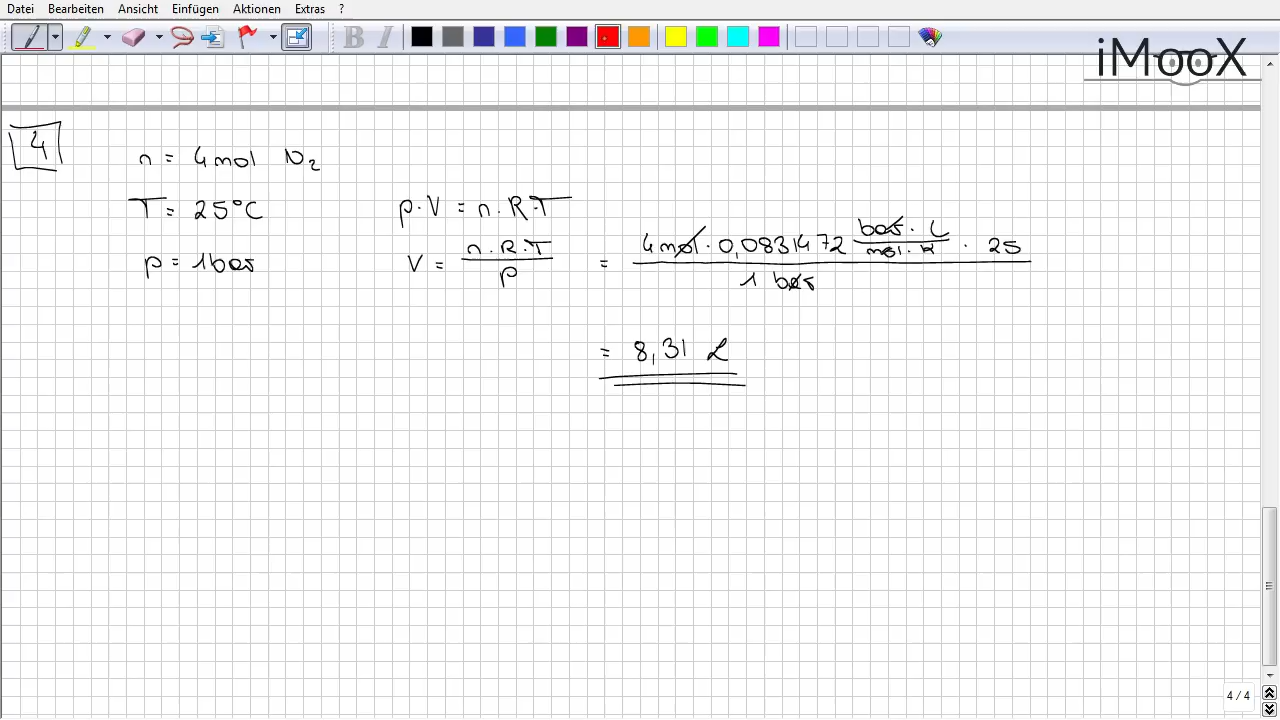 Datei Bearbeiten Ansicht Einfügen Aktionen Extras ?
B I
iMooX
4
n = 4 mol N2
T = 25°C
p·V = n·R·T
p = 1 bar
V = n·R·T / p = 4 mol · 0,0831472 bar·L / mol·K · 25 / 1 bar
= 8,31 L
4/4